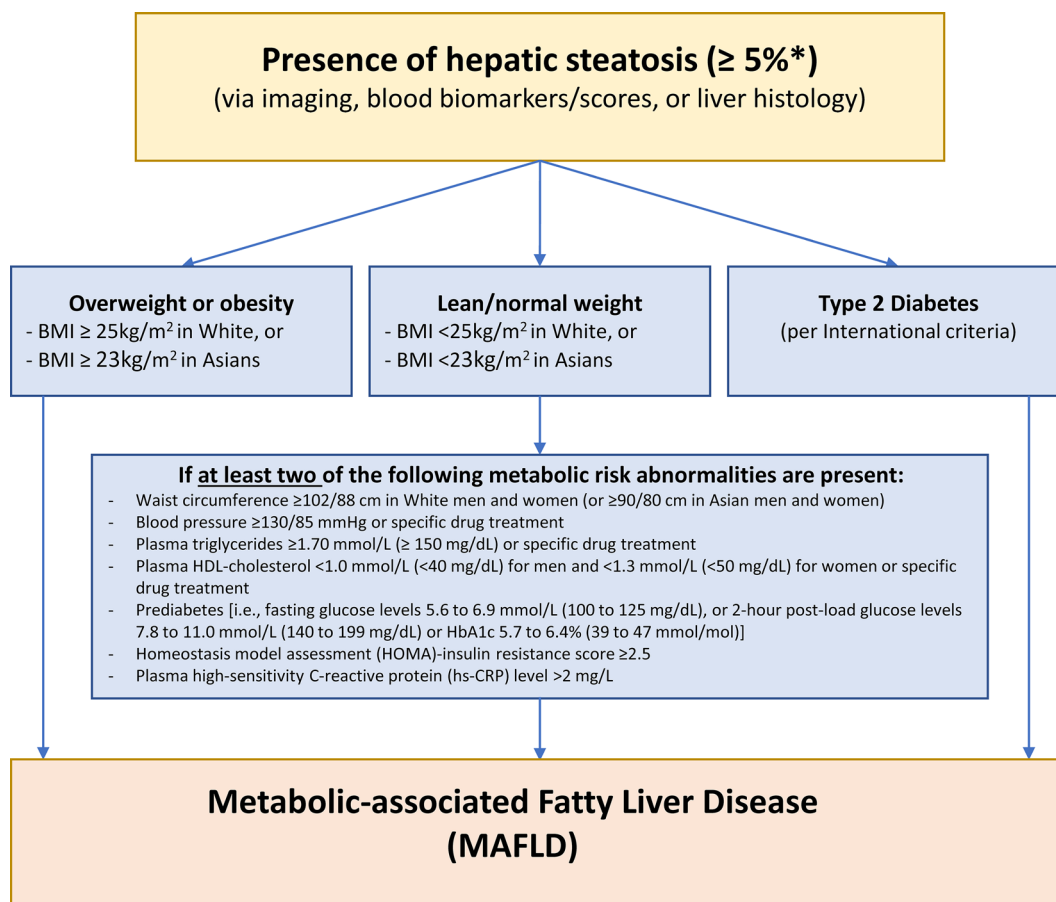 Presence of hepatic steatosis (≥ 5%*)
(via imaging, blood biomarkers/scores, or liver histology)
Overweight or obesity
- BMI ≥ 25kg/m² in White, or
- BMI ≥ 23kg/m² in Asians
Lean/normal weight
- BMI <25kg/m² in White, or
- BMI <23kg/m² in Asians
Type 2 Diabetes
(per International criteria)
If at least two of the following metabolic risk abnormalities are present:
- Waist circumference ≥102/88 cm in White men and women (or ≥90/80 cm in Asian men and women)
- Blood pressure ≥130/85 mmHg or specific drug treatment
- Plasma triglycerides ≥1.70 mmol/L (≥ 150 mg/dL) or specific drug treatment
- Plasma HDL-cholesterol <1.0 mmol/L (<40 mg/dL) for men and <1.3 mmol/L (<50 mg/dL) for women or specific
drug treatment
- Prediabetes [i.e., fasting glucose levels 5.6 to 6.9 mmol/L (100 to 125 mg/dL), or 2-hour post-load glucose levels
7.8 to 11.0 mmol/L (140 to 199 mg/dL) or HbA1c 5.7 to 6.4% (39 to 47 mmol/mol)]
- Homeostasis model assessment (HOMA)-insulin resistance score ≥2.5
- Plasma high-sensitivity C-reactive protein (hs-CRP) level >2 mg/L
Metabolic-associated Fatty Liver Disease
(MAFLD)